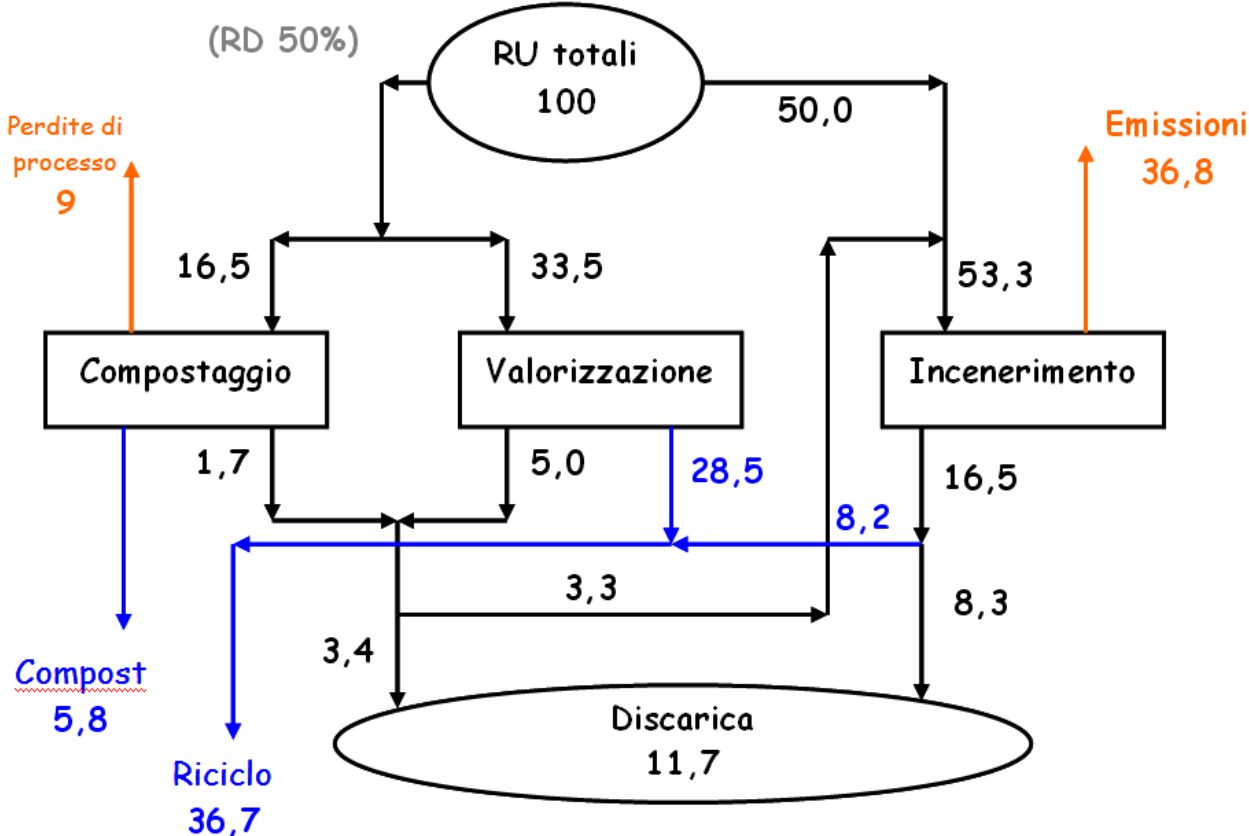 (RD 50%)
RU totali
100
50,0
Perdite di
processo
9
Emissioni
36,8
16,5
33,5
53,3
Compostaggio
Valorizzazione
Incenerimento
1,7
5,0
28,5
16,5
8,2
3,3
8,3
3,4
Compost
5,8
Discarica
11,7
Riciclo
36,7